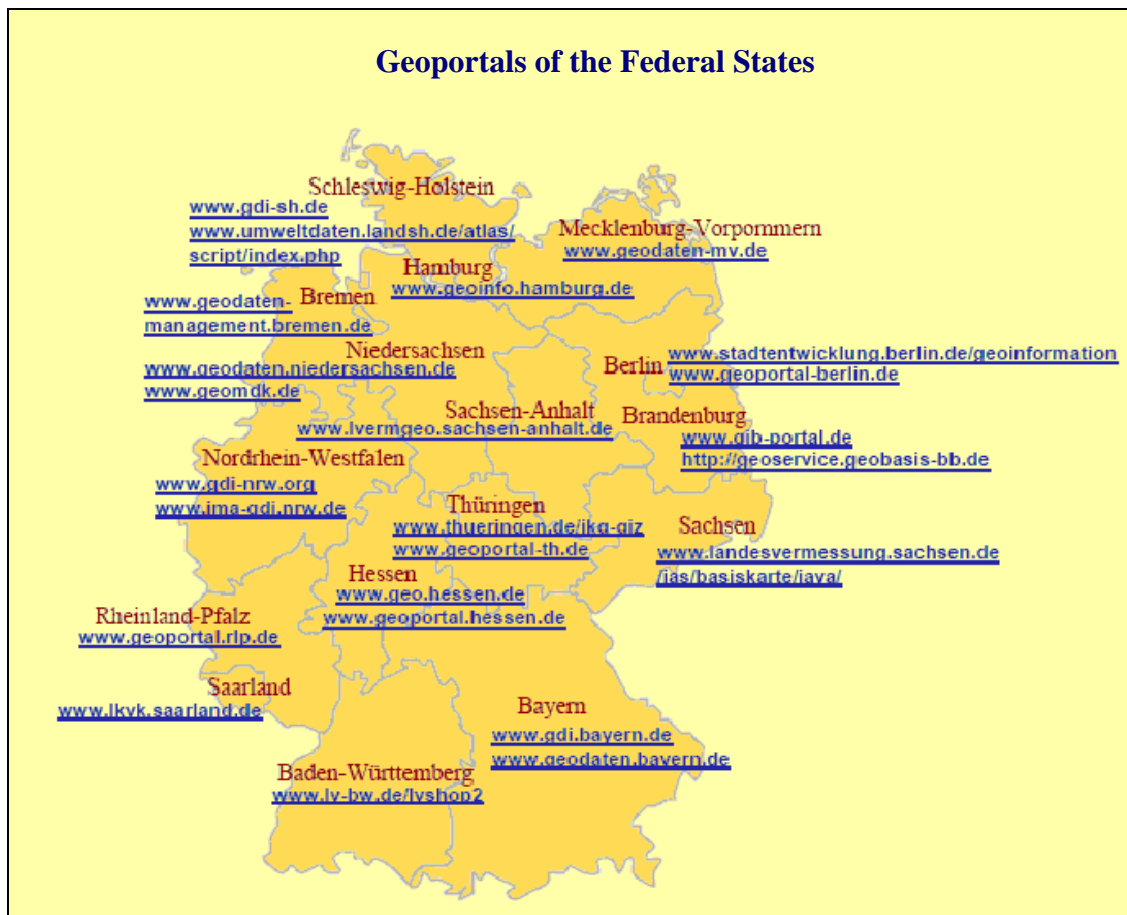 Geoportals of the Federal States
Schleswig-Holstein
www.gdi-sh.de
www.umweltdaten.landsh.de/atlas/
script/index.php
Mecklenburg-Vorpommern
www.geodaten-mv.de
Hamburg
www.geoinfo.hamburg.de
Bremen
www.geodaten-
management.bremen.de
Niedersachsen
www.geodaten.niedersachsen.de
www.geomdk.de
Berlin
www.stadtentwicklung.berlin.de/geoinformation
www.geoportal-berlin.de
Sachsen-Anhalt
www.lvermgeo.sachsen-anhalt.de
Brandenburg
www.gib-portal.de
http://geoservice.geobasis-bb.de
Nordrhein-Westfalen
www.gdi-nrw.org
www.ima-gdi.nrw.de
Thüringen
www.thueringen.de/ikg-giz
www.geoportal-th.de
Sachsen
www.landesvermessung.sachsen.de
/ias/basiskarte/java/
Hessen
www.geo.hessen.de
www.geoportal.hessen.de
Rheinland-Pfalz
www.geoportal.rlp.de
Saarland
www.lkvk.saarland.de
Bayern
www.gdi.bayern.de
www.geodaten.bayern.de
Baden-Württemberg
www.lv-bw.de/lvshop2